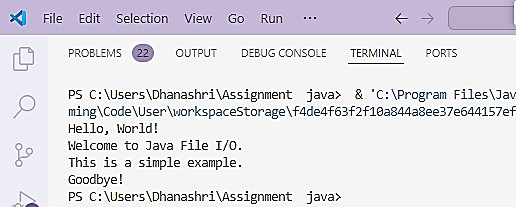 File Edit Selection View Go Run ...
PROBLEMS 22 OUTPUT DEBUG CONSOLE TERMINAL PORTS
PS C:\Users\Dhanashri\Assignment  java>  & 'C:\Program Files\Jav
ming\Code\User\workspaceStorage\f4de4f63f2f10a844a8ee37e644157ef
Hello, World!
Welcome to Java File I/O.
This is a simple example.
Goodbye!
PS C:\Users\Dhanashri\Assignment  java>